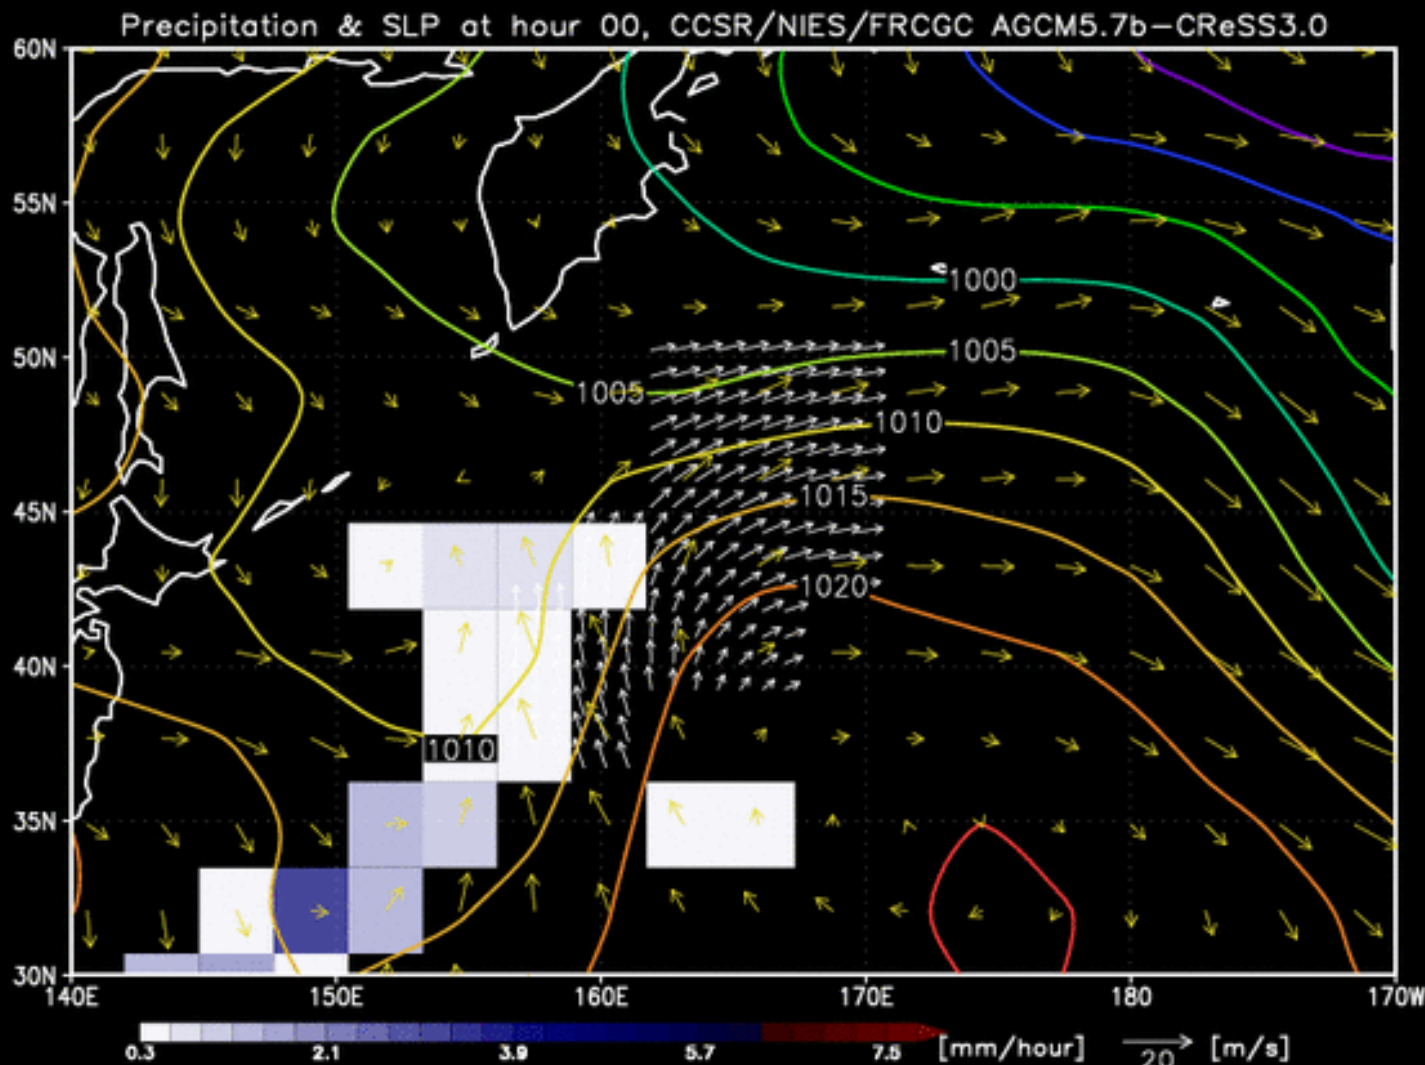 Precipitation & SLP at hour 00, CCSR/NIES/FRCGC AGCM5.7b-CReSS3.0
60N
55N
1000
50N
1005
1005
1010
1015
45N
1020
40N
1010
35N
30N
140E 150E 160E 170E 180 170W
0.3 2.1 3.9 5.7 7.5 [mm/hour] 20 [m/s]